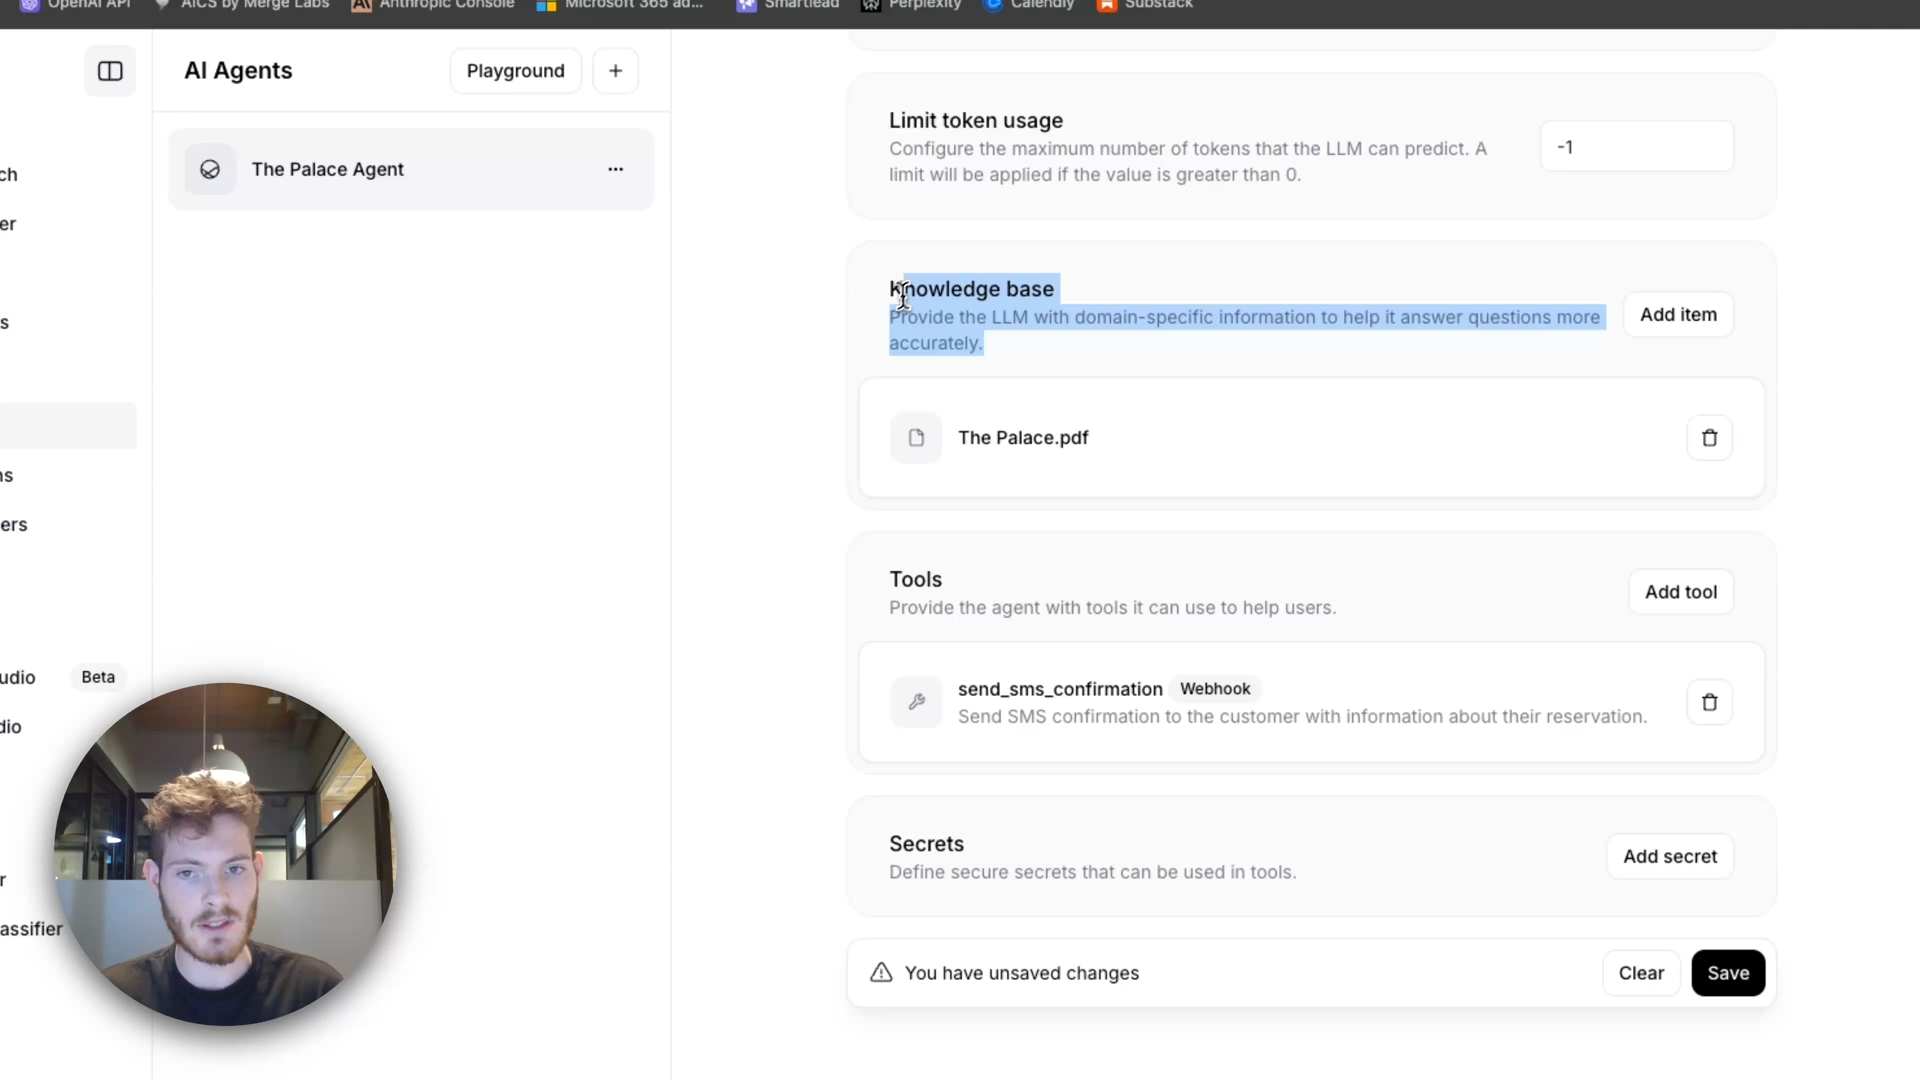 OpenAI API
AICS by Merge Labs
Anthropic Console
Microsoft 365 ad...
Smartlead
Perplexity
Calendly
Substack
AI Agents
Playground
+
The Palace Agent
...
ch
er
s
ns
ers
udio
Beta
dio
r
assifier
Limit token usage
Configure the maximum number of tokens that the LLM can predict. A
limit will be applied if the value is greater than 0.
-1
Knowledge base
Provide the LLM with domain-specific information to help it answer questions more
accurately.
Add item
The Palace.pdf
Tools
Provide the agent with tools it can use to help users.
Add tool
send_sms_confirmation Webhook
Send SMS confirmation to the customer with information about their reservation.
Secrets
Define secure secrets that can be used in tools.
Add secret
You have unsaved changes
Clear
Save